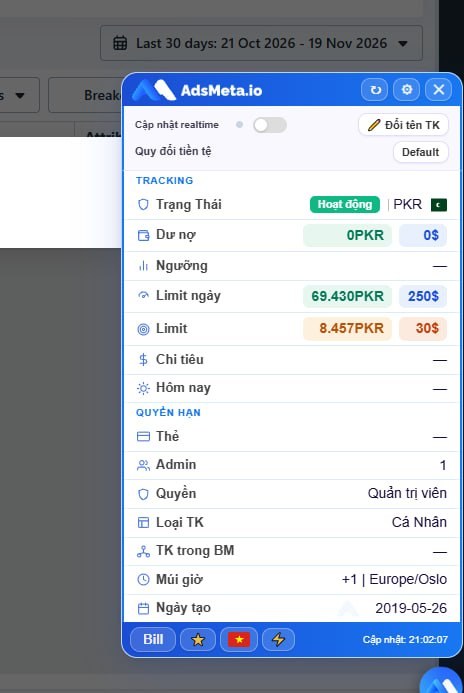 Last 30 days: 21 Oct 2026 - 19 Nov 2026
AdsMeta.io
Cập nhật realtime
Đổi tên TK
Quy đổi tiền tệ
Default
TRACKING
Trạng Thái Hoạt động | PKR
Dư nợ 0PKR 0$
Ngưỡng —
Limit ngày 69.430PKR 250$
Limit 8.457PKR 30$
Chi tiêu —
Hôm nay —
QUYỀN HẠN
Thẻ —
Admin 1
Quyền Quản trị viên
Loại TK Cá Nhân
TK trong BM —
Múi giờ +1 | Europe/Oslo
Ngày tạo 2019-05-26
Bill
Cập nhật: 21:02:07